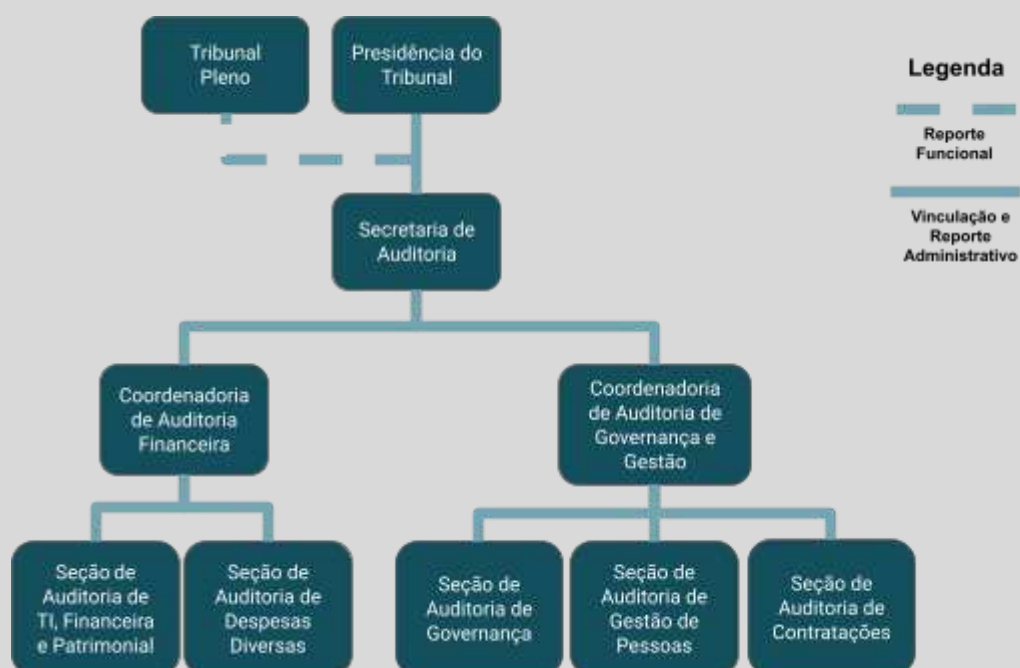 Tribunal
Pleno
Presidência do
Tribunal
Legenda
Reporte
Funcional
Vinculação e
Reporte
Administrativo
Secretaria de
Auditoria
Coordenadoria
de Auditoria
Financeira
Coordenadoria
de Auditoria de
Governança e
Gestão
Seção de
Auditoria de
TI, Financeira
e Patrimonial
Seção de
Auditoria de
Despesas
Diversas
Seção de
Auditoria de
Governança
Seção de
Auditoria de
Gestão de
Pessoas
Seção de
Auditoria de
Contratações